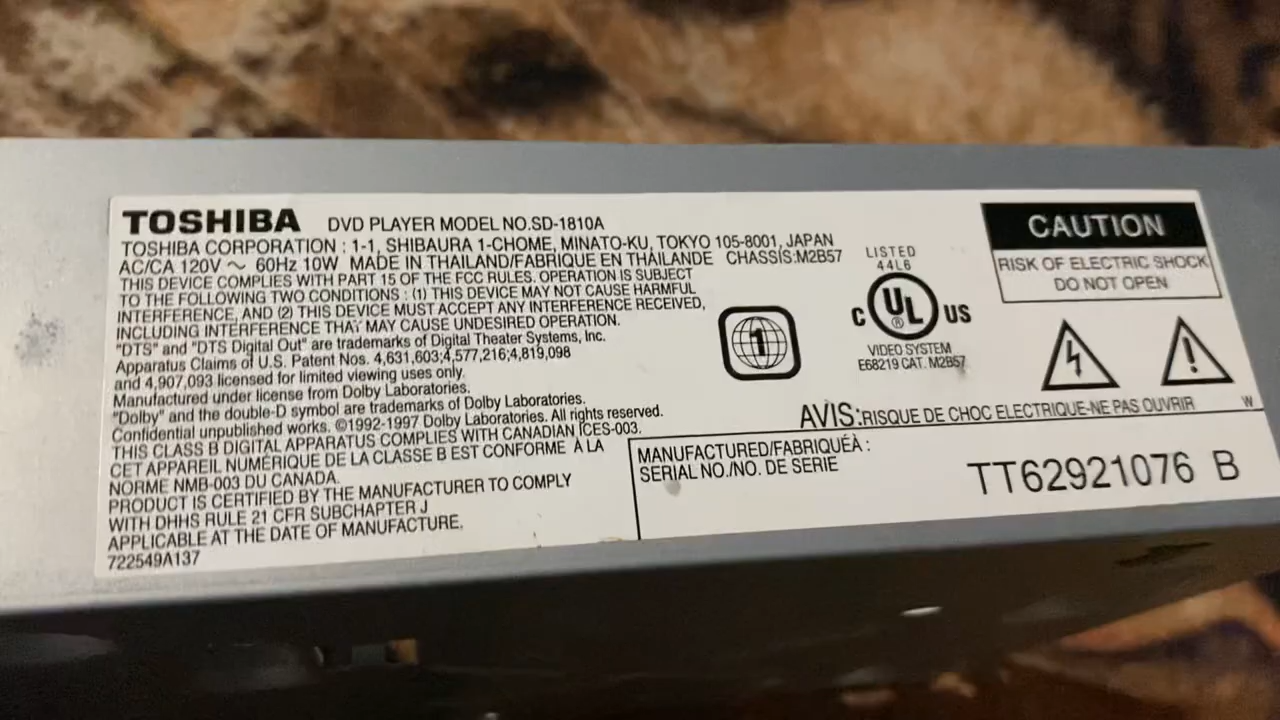 TOSHIBA DVD PLAYER MODEL NO.SD-1810A
TOSHIBA CORPORATION : 1-1, SHIBAURA 1-CHOME, MINATO-KU, TOKYO 105-8001, JAPAN
AC/CA 120V ~ 60Hz 10W MADE IN THAILAND/FABRIQUE EN THAÏLANDE CHASSIS:M2B57
THIS DEVICE COMPLIES WITH PART 15 OF THE FCC RULES. OPERATION IS SUBJECT
TO THE FOLLOWING TWO CONDITIONS : (1) THIS DEVICE MAY NOT CAUSE HARMFUL
INTERFERENCE, AND (2) THIS DEVICE MUST ACCEPT ANY INTERFERENCE RECEIVED,
INCLUDING INTERFERENCE THAT MAY CAUSE UNDESIRED OPERATION.
"DTS" and "DTS Digital Out" are trademarks of Digital Theater Systems, Inc.
Apparatus Claims of U.S. Patent Nos. 4,631,603;4,577,216;4,819,098
and 4,907,093 licensed for limited viewing uses only.
Manufactured under license from Dolby Laboratories.
"Dolby" and the double-D symbol are trademarks of Dolby Laboratories.
Confidential unpublished works. ©1992-1997 Dolby Laboratories. All rights reserved.
THIS CLASS B DIGITAL APPARATUS COMPLIES WITH CANADIAN ICES-003.
CET APPAREIL NUMÉRIQUE DE LA CLASSE B EST CONFORME À LA
NORME NMB-003 DU CANADA.
PRODUCT IS CERTIFIED BY THE MANUFACTURER TO COMPLY
WITH DHHS RULE 21 CFR SUBCHAPTER J
APPLICABLE AT THE DATE OF MANUFACTURE.
722549A137
1
LISTED
44L6
C UL ® US
VIDEO SYSTEM
E68219 CAT. M2B57
CAUTION
RISK OF ELECTRIC SHOCK
DO NOT OPEN
!
AVIS:RISQUE DE CHOC ELECTRIQUE-NE PAS OUVRIR W
MANUFACTURED/FABRIQUÉÀ :
SERIAL NO./NO. DE SERIE
TT62921076 B